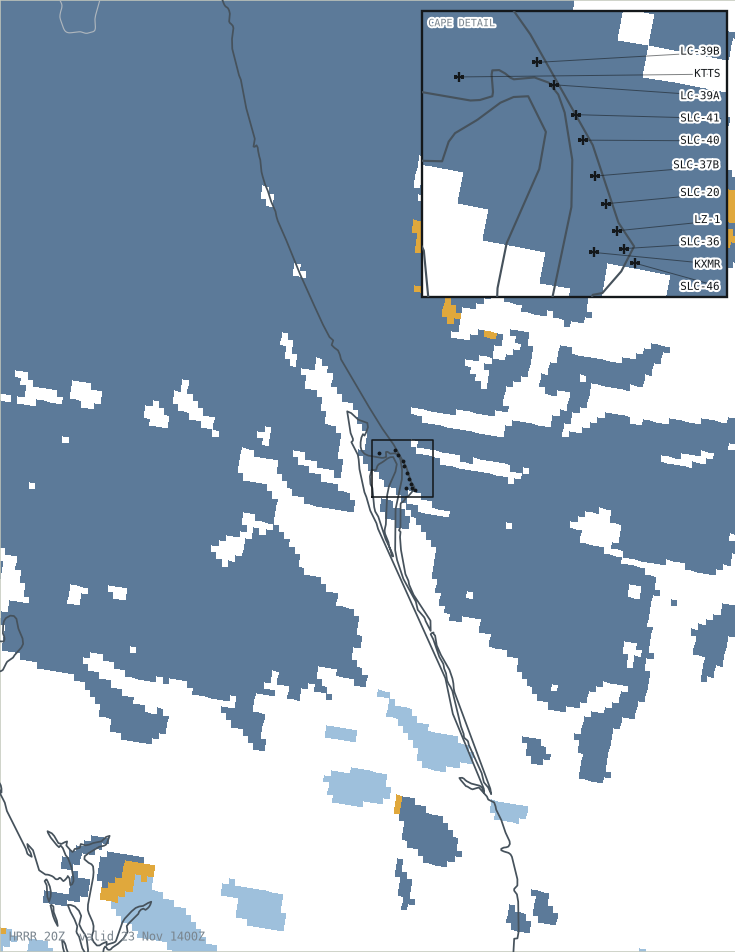 CAPE DETAIL
LC-39B
KTTS
LC-39A
SLC-41
SLC-40
SLC-37B
SLC-20
LZ-1
SLC-36
KXMR
SLC-46
HRRR 20Z  valid 23 Nov 1400Z